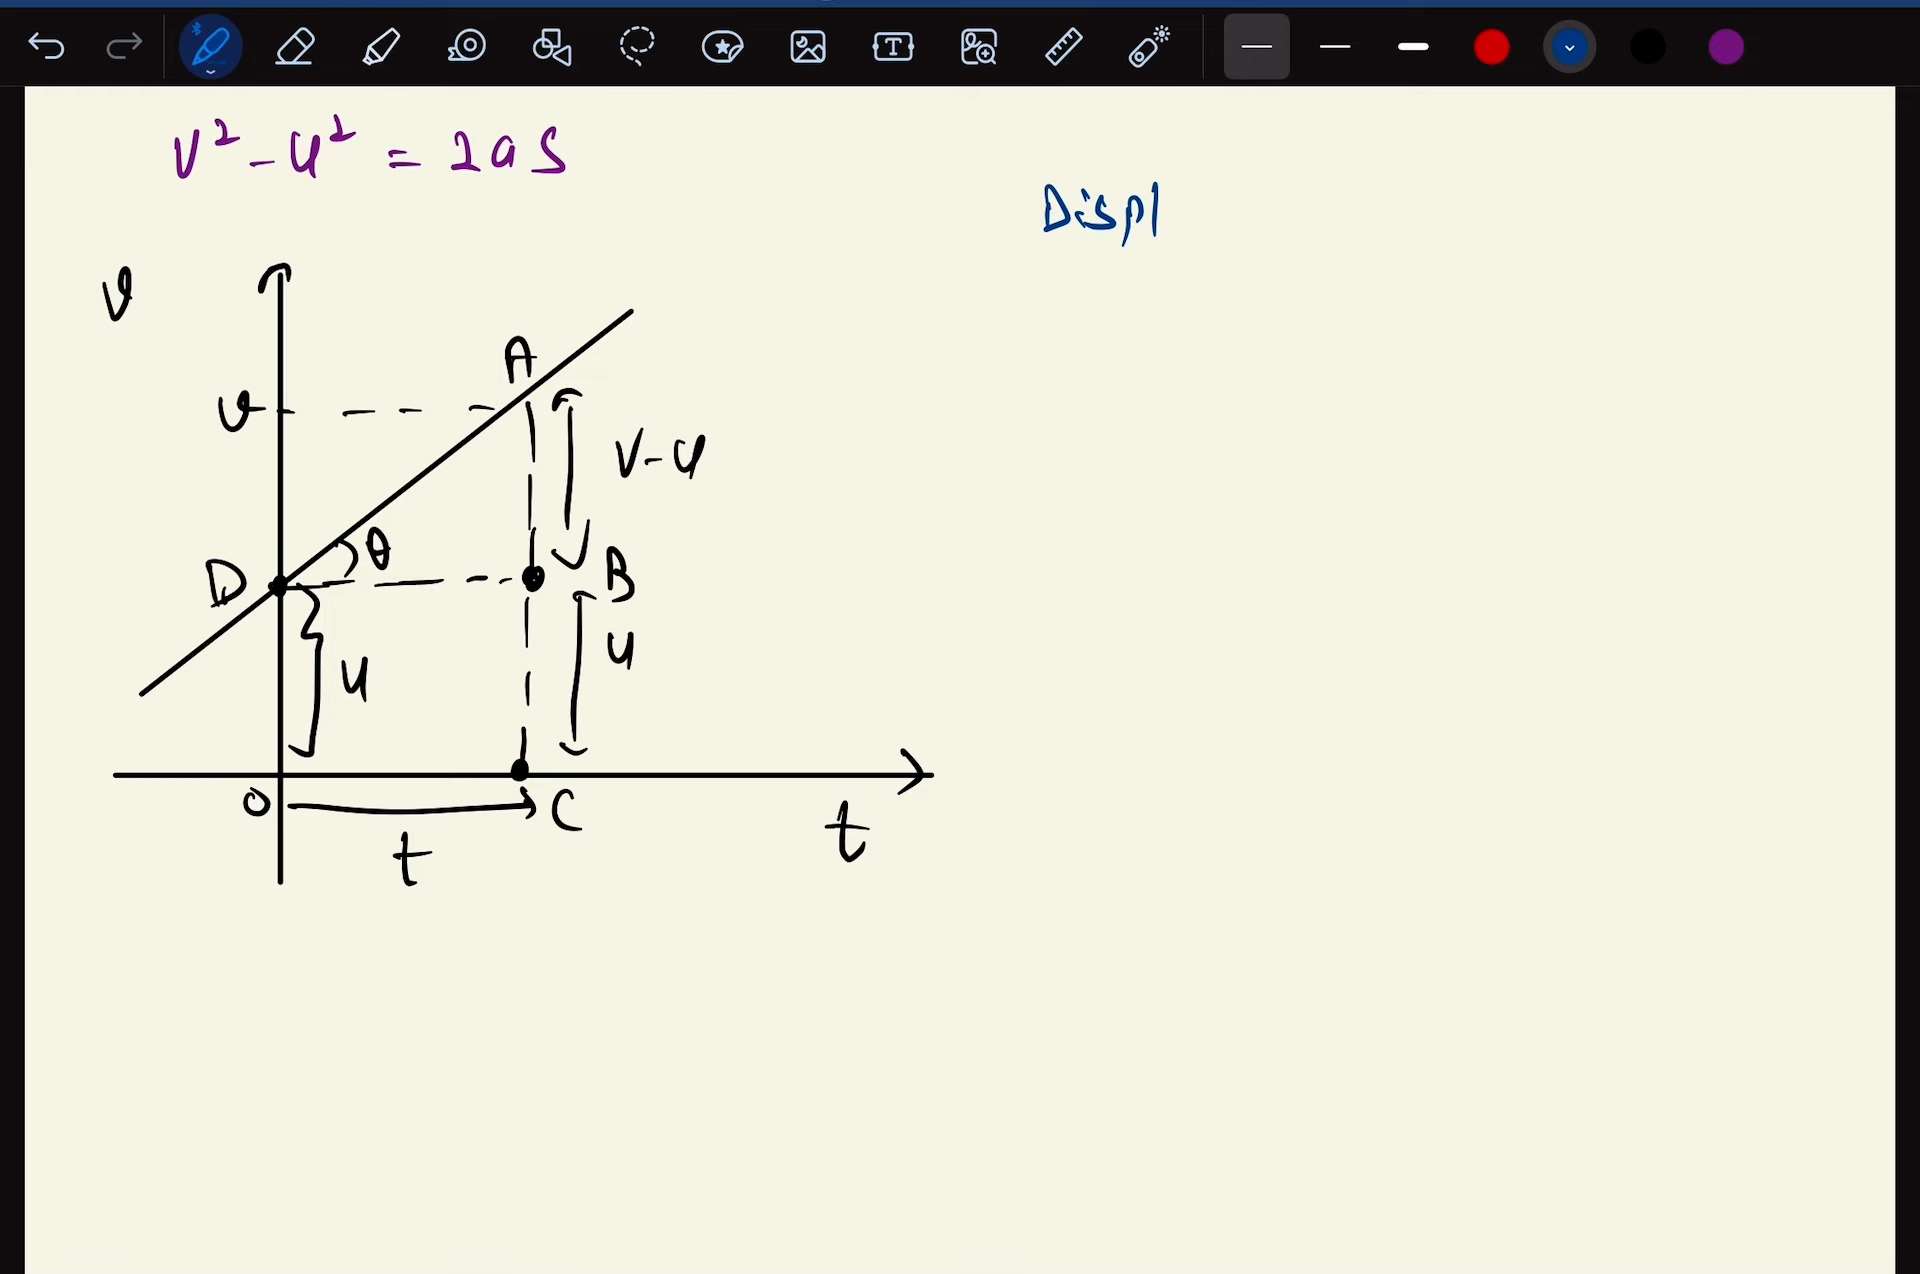 V² - u² = 2as
Displ
v
A
v
V-u
θ
D
B
u
u
O
C
t
t